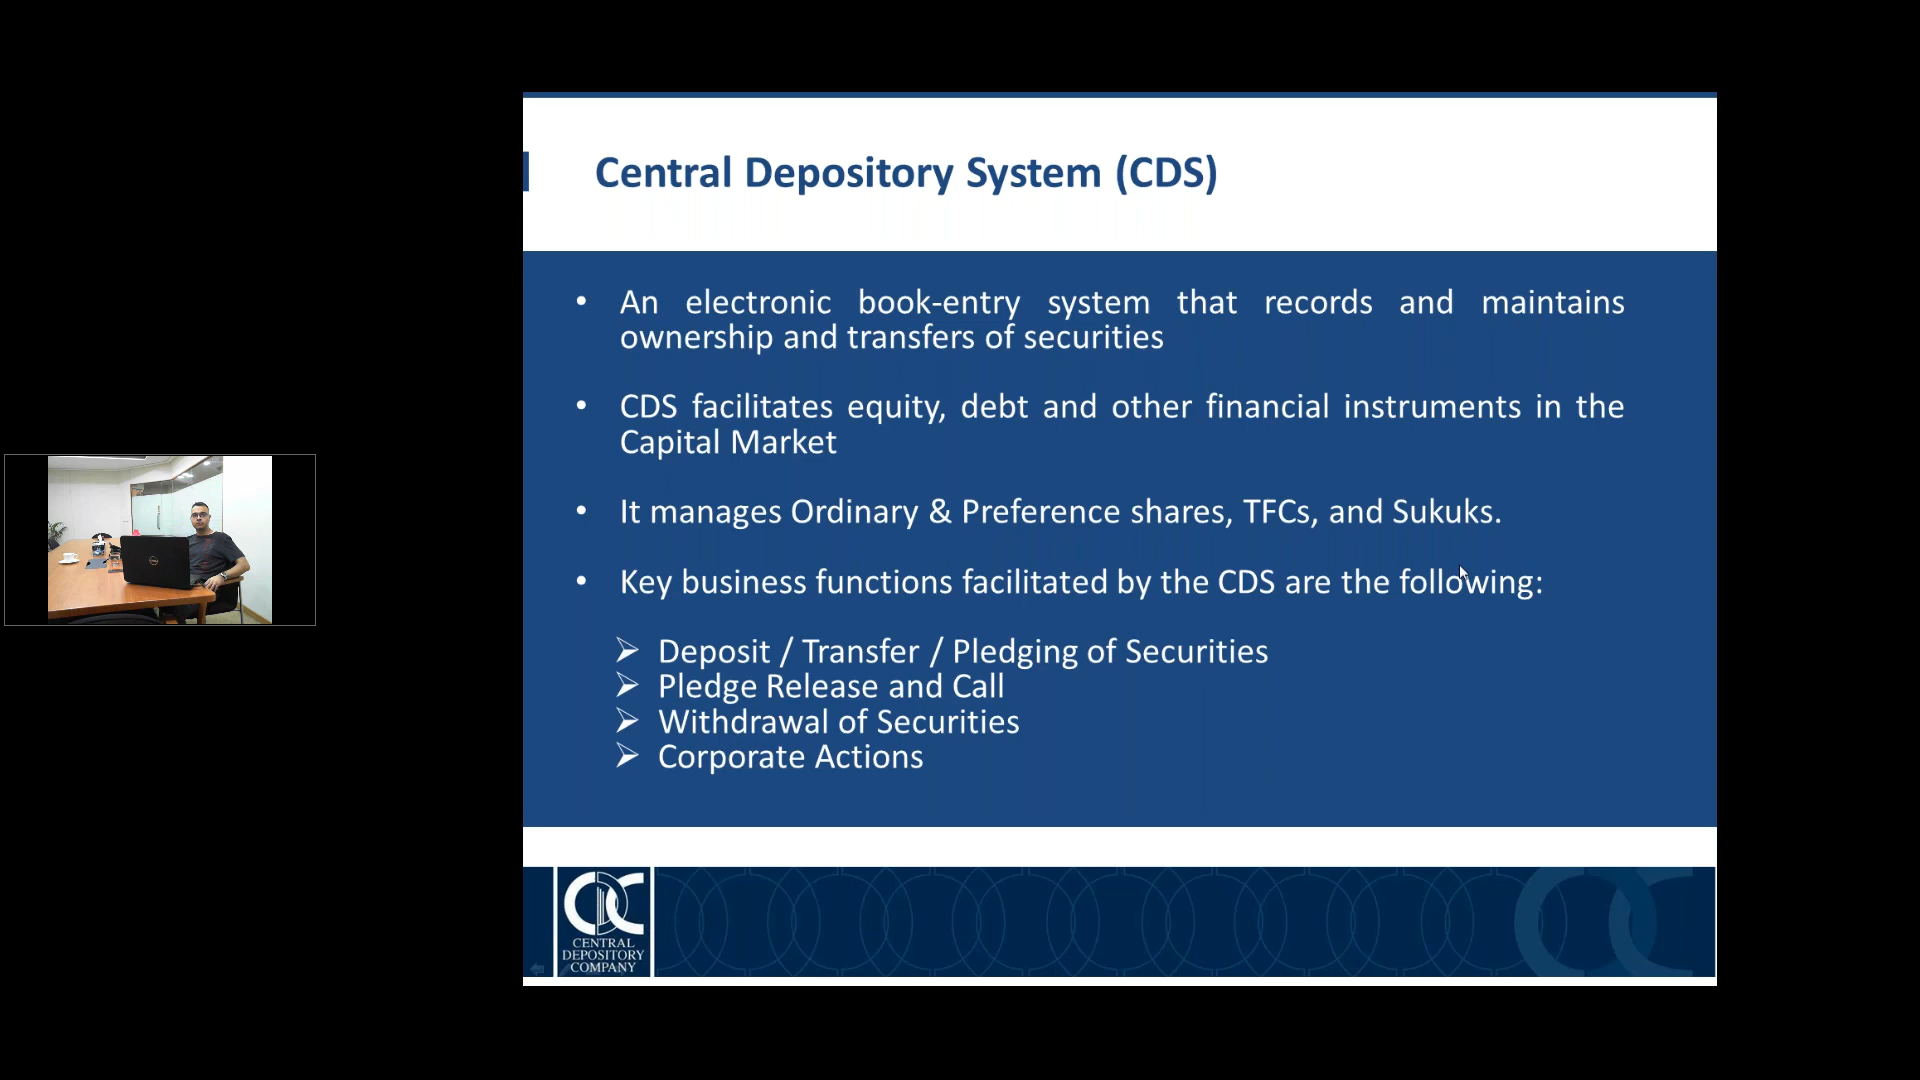 Central Depository System (CDS)
• An electronic book-entry system that records and maintains
ownership and transfers of securities
• CDS facilitates equity, debt and other financial instruments in the
Capital Market
• It manages Ordinary & Preference shares, TFCs, and Sukuks.
• Key business functions facilitated by the CDS are the following:
➢ Deposit / Transfer / Pledging of Securities
➢ Pledge Release and Call
➢ Withdrawal of Securities
➢ Corporate Actions
CDC
CENTRAL
DEPOSITORY
COMPANY